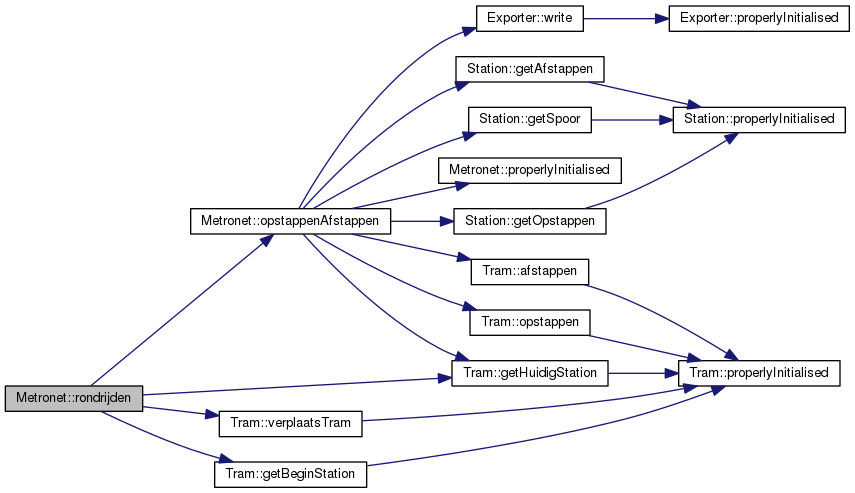 Exporter::write
Exporter::properlyInitialised
Station::getAfstappen
Station::getSpoor
Station::properlyInitialised
Metronet::properlyInitialised
Metronet::opstappenAfstappen
Station::getOpstappen
Tram::afstappen
Tram::opstappen
Tram::getHuidigStation
Tram::properlyInitialised
Metronet::rondrijden
Tram::verplaatsTram
Tram::getBeginStation